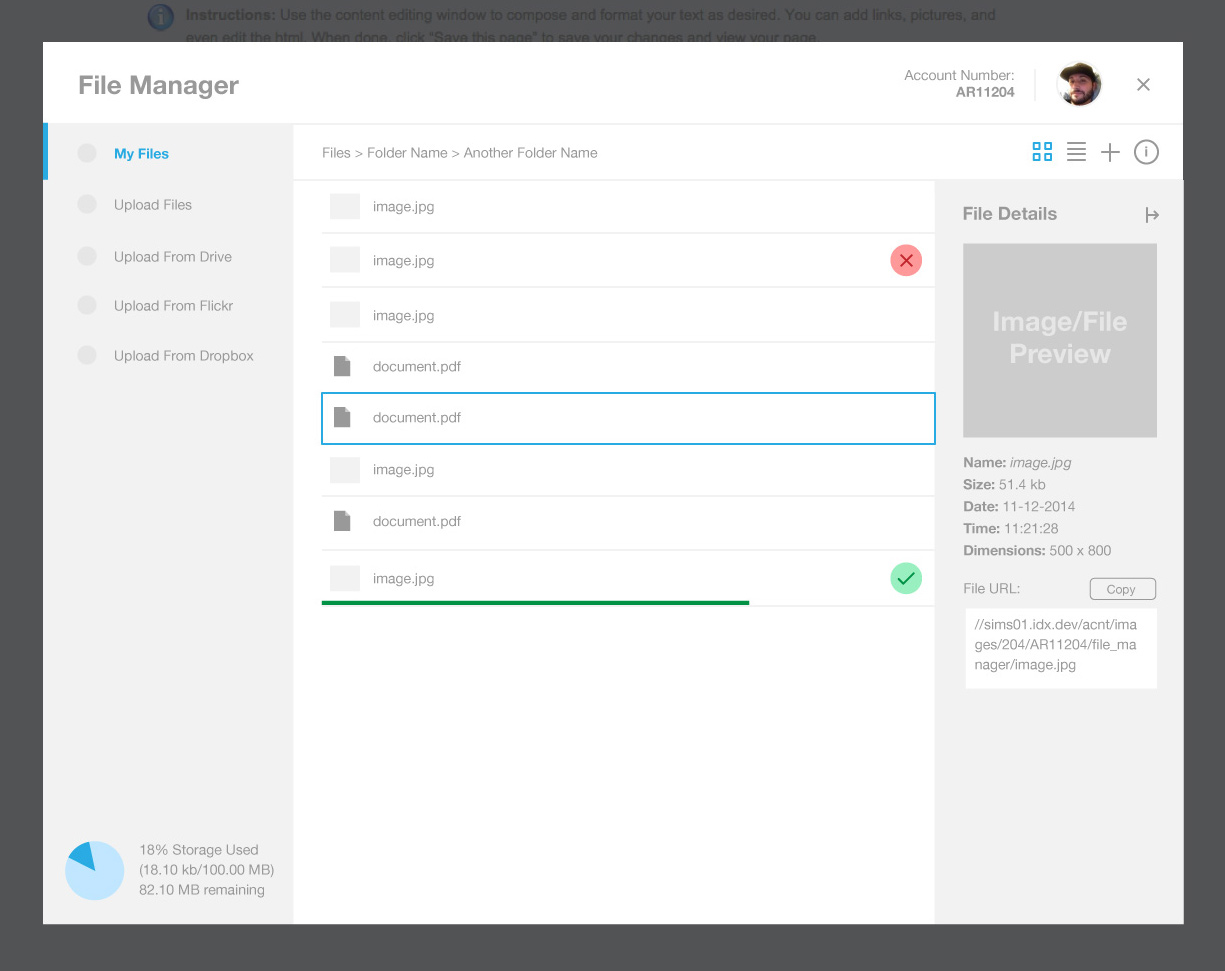 Instructions: Use the content editing window to compose and format your text as desired. You can add links, pictures, and
even edit the html. When done, click "Save this page" to save your changes and view your page.
File Manager
Account Number:
AR11204
My Files
Upload Files
Upload From Drive
Upload From Flickr
Upload From Dropbox
18% Storage Used
(18.10 kb/100.00 MB)
82.10 MB remaining
Files > Folder Name > Another Folder Name
image.jpg
image.jpg
image.jpg
document.pdf
document.pdf
image.jpg
document.pdf
image.jpg
File Details
Image/File
Preview
Name: image.jpg
Size: 51.4 kb
Date: 11-12-2014
Time: 11:21:28
Dimensions: 500 x 800
File URL:
Copy
//sims01.idx.dev/acnt/ima
ges/204/AR11204/file_ma
nager/image.jpg